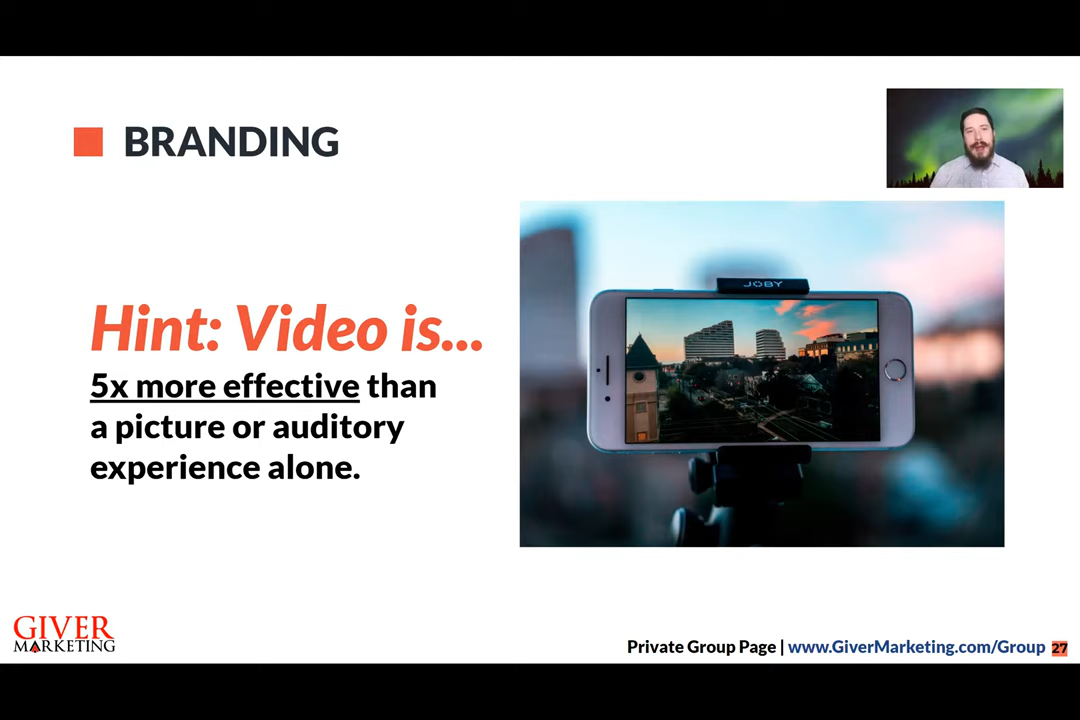 BRANDING
JOBY
Hint: Video is...
5x more effective than
a picture or auditory
experience alone.
GIVER
MARKETING
Private Group Page | www.GiverMarketing.com/Group 27